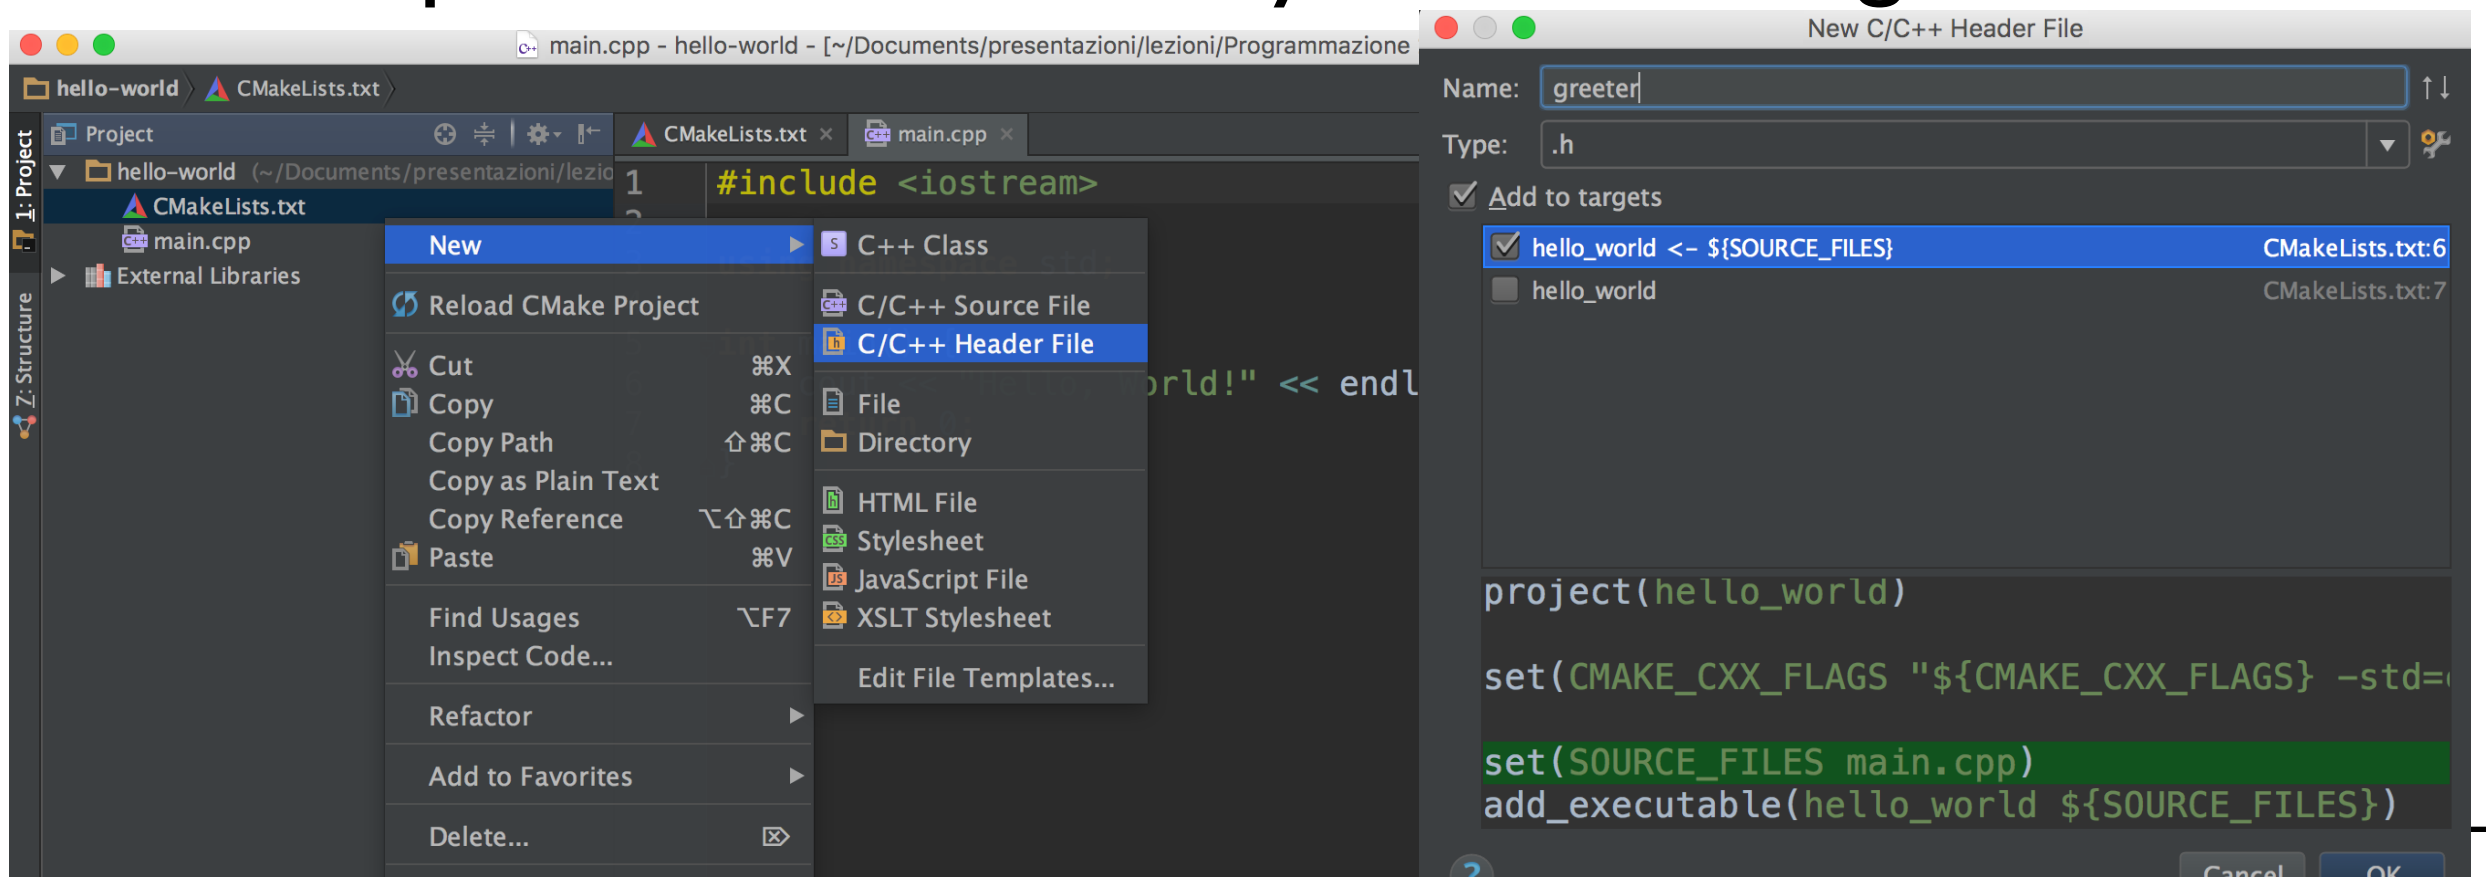 main.cpp - hello-world - [~/Documents/presentazioni/lezioni/Programmazione
hello-world
CMakeLists.txt
1: Project
Z: Structure
Project
hello-world (~/Documents/presentazioni/lezio
CMakeLists.txt
main.cpp
External Libraries
CMakeLists.txt
main.cpp
1 #include <iostream>
orld!" << endl
New
Reload CMake Project
Cut ⌘X
Copy ⌘C
Copy Path ⇧⌘C
Copy as Plain Text
Copy Reference ⌥⇧⌘C
Paste ⌘V
Find Usages ⌥F7
Inspect Code...
Refactor
Add to Favorites
Delete... ⌦
C++ Class
C/C++ Source File
C/C++ Header File
File
Directory
HTML File
Stylesheet
JavaScript File
XSLT Stylesheet
Edit File Templates...
New C/C++ Header File
Name: greeter
Type: .h
Add to targets
hello_world <- ${SOURCE_FILES} CMakeLists.txt:6
hello_world CMakeLists.txt:7
project(hello_world)
set(CMAKE_CXX_FLAGS "${CMAKE_CXX_FLAGS} -std=
set(SOURCE_FILES main.cpp)
add_executable(hello_world ${SOURCE_FILES})
Cancel OK